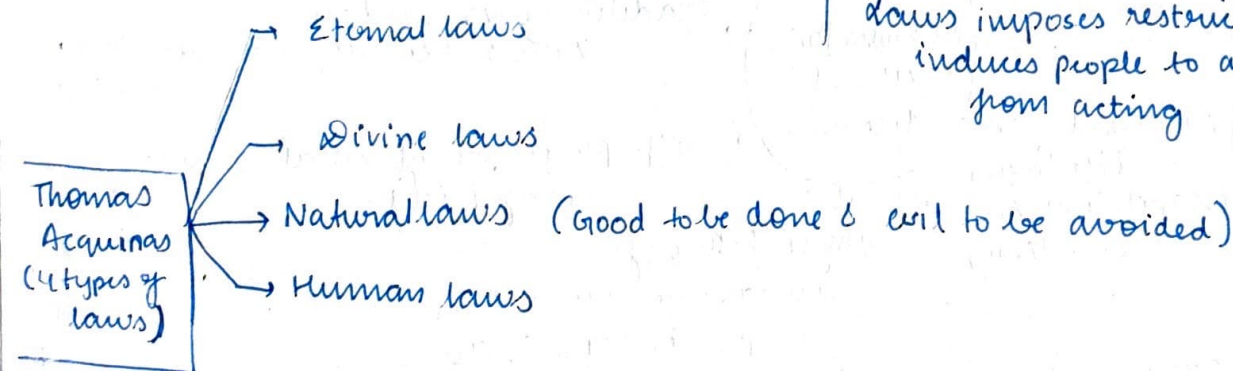 Eternal laws
Laws imposes restric
induces people to a
from acting
Divine laws
Thomas
Acquinas
(4 types of
laws)
Natural laws (Good to be done & evil to be avoided)
Human laws